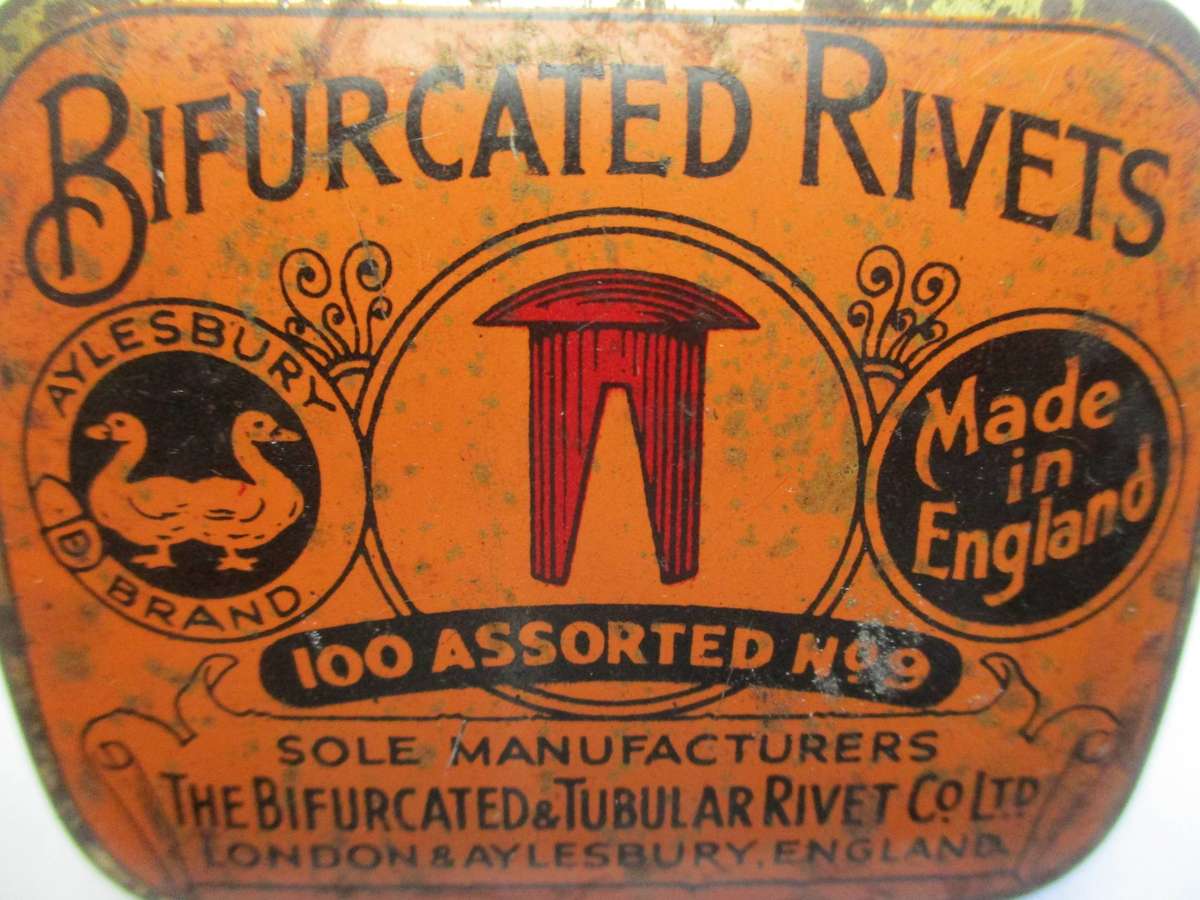 BIFURCATED RIVETS
AYLESBURY
D
BRAND
Made
in
England
100 ASSORTED No 9
SOLE MANUFACTURERS
THE BIFURCATED & TUBULAR RIVET CO LTD
LONDON & AYLESBURY, ENGLAND.